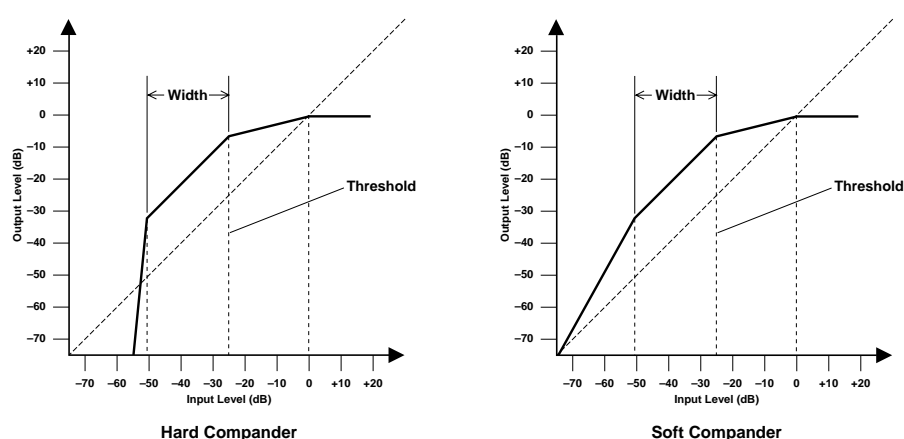 +20
+10
0
−10
−20
−30
−40
−50
−60
−70
Output Level (dB)
Width
Threshold
−70 −60 −50 −40 −30 −20 −10 0 +10 +20
Input Level (dB)
Hard Compander
+20
+10
0
−10
−20
−30
−40
−50
−60
−70
Output Level (dB)
Width
Threshold
−70 −60 −50 −40 −30 −20 −10 0 +10 +20
Input Level (dB)
Soft Compander